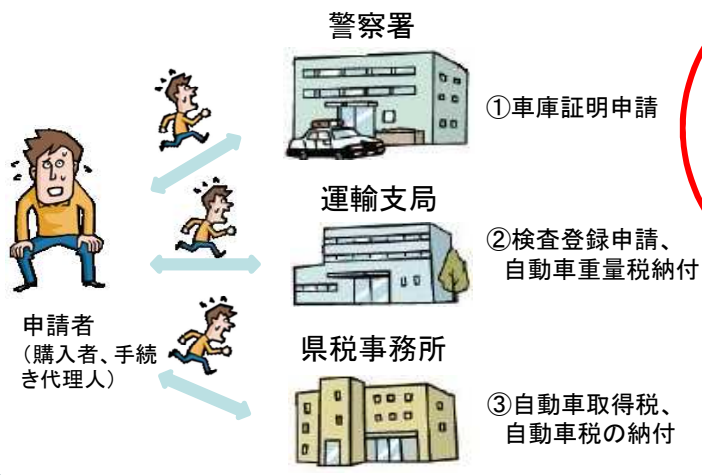 警察署
①車庫証明申請
運輸支局
②検査登録申請、
自動車重量税納付
申請者
（購入者、手続
き代理人）
県税事務所
③自動車取得税、
自動車税の納付